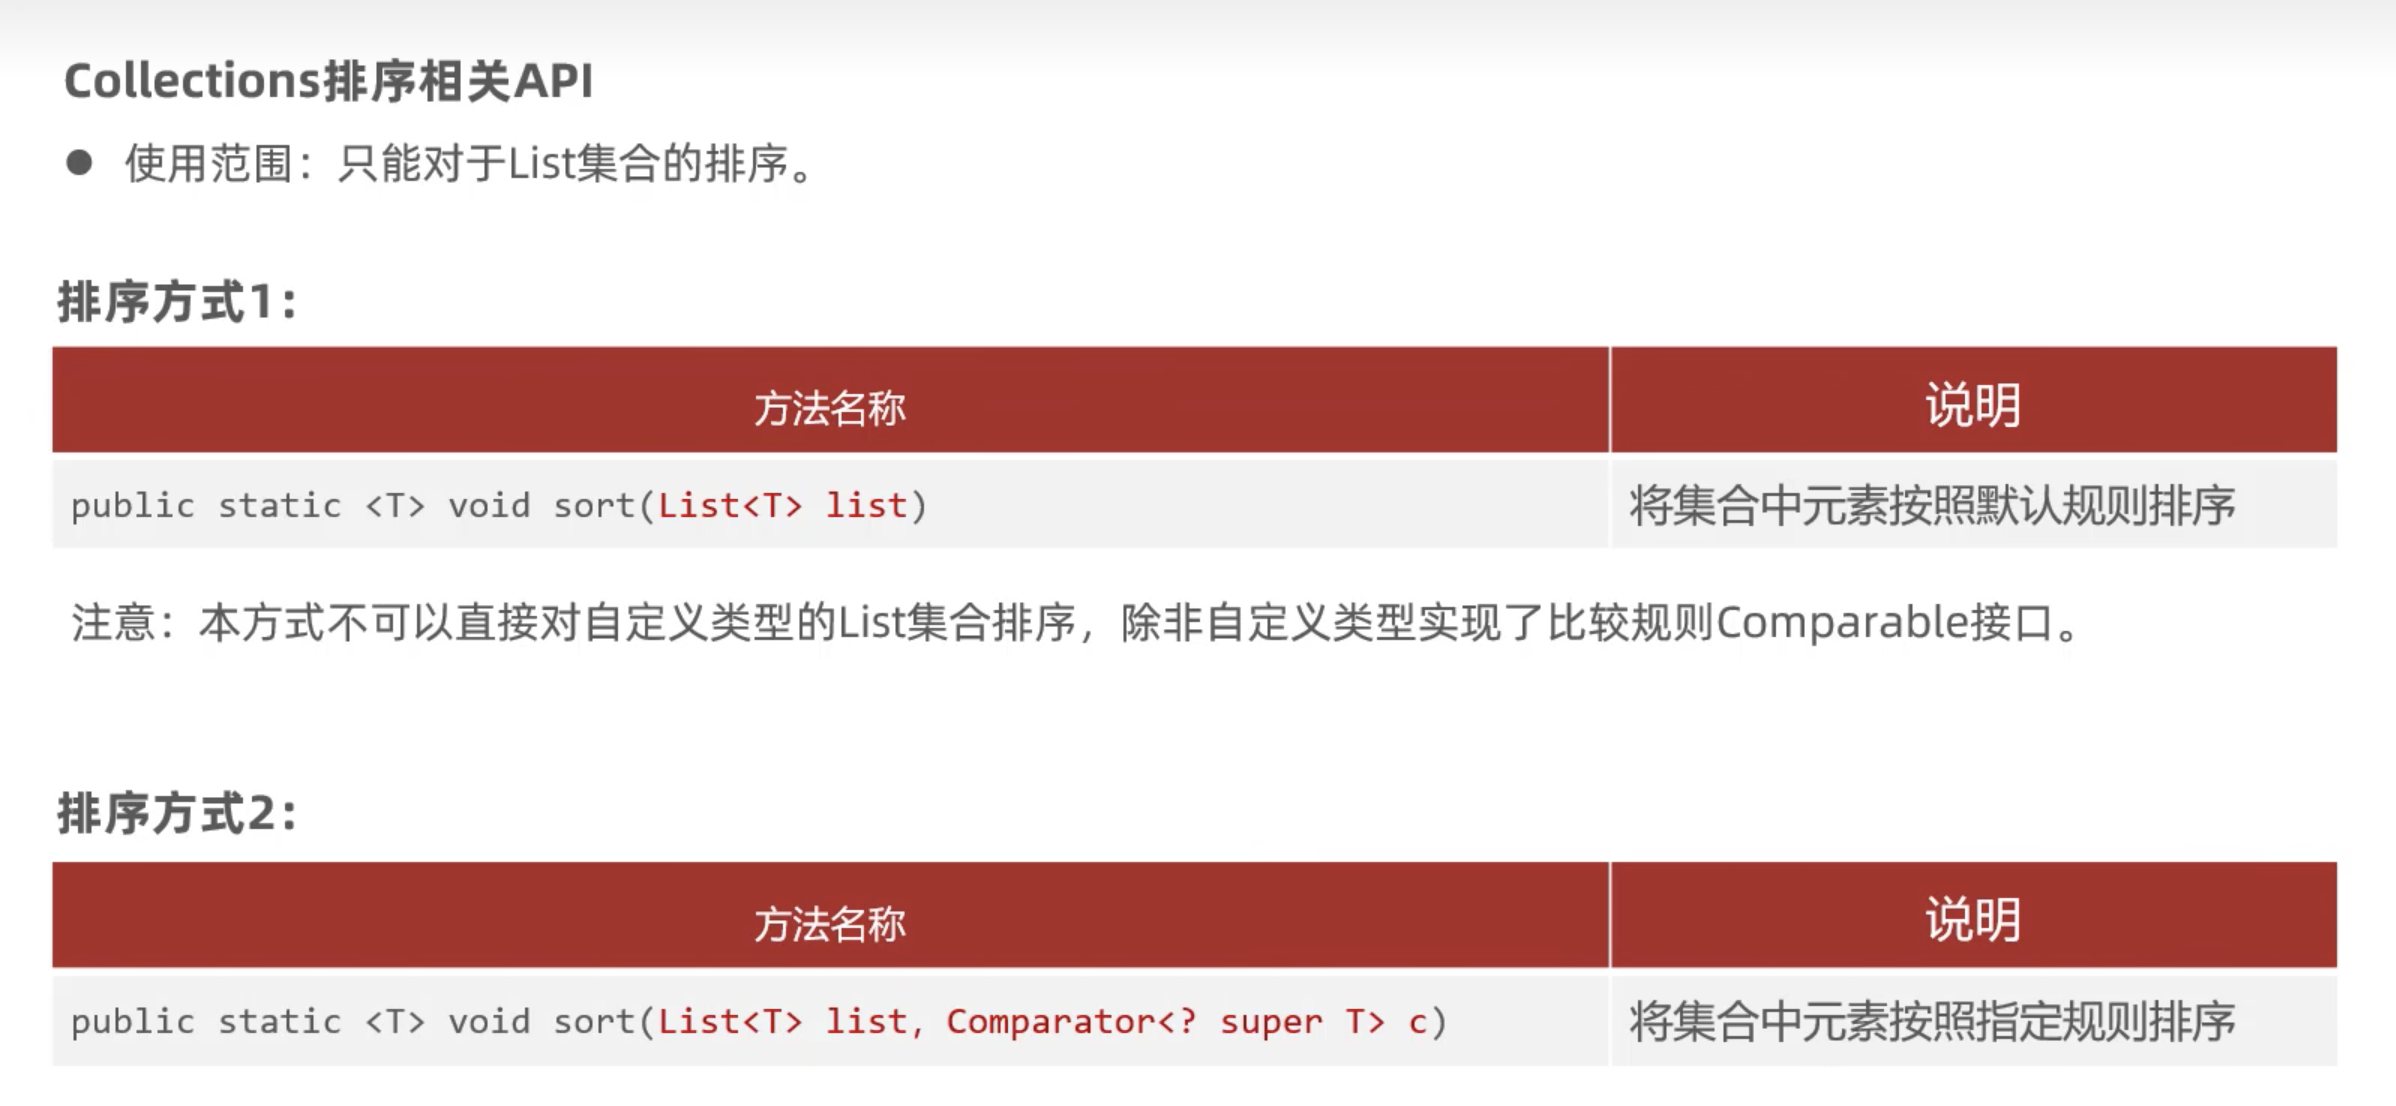 Collections排序相关API
● 使用范围：只能对于List集合的排序。
排序方式1：
方法名称 说明
public static <T> void sort(List<T> list) 将集合中元素按照默认规则排序
注意：本方式不可以直接对自定义类型的List集合排序，除非自定义类型实现了比较规则Comparable接口。
排序方式2：
方法名称 说明
public static <T> void sort(List<T> list, Comparator<? super T> c) 将集合中元素按照指定规则排序